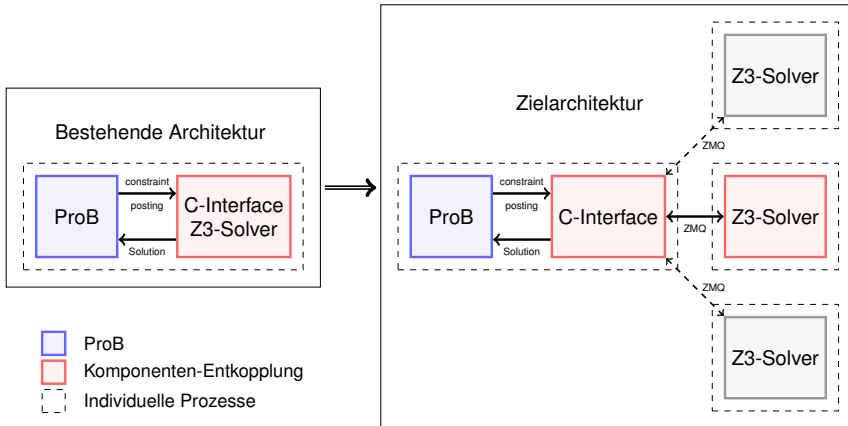 Bestehende Architektur
ProB
constraint
posting
Solution
C-Interface
Z3-Solver
Zielarchitektur
ProB
constraint
posting
Solution
C-Interface
ZMQ
ZMQ
ZMQ
Z3-Solver
Z3-Solver
Z3-Solver
ProB
Komponenten-Entkopplung
Individuelle Prozesse